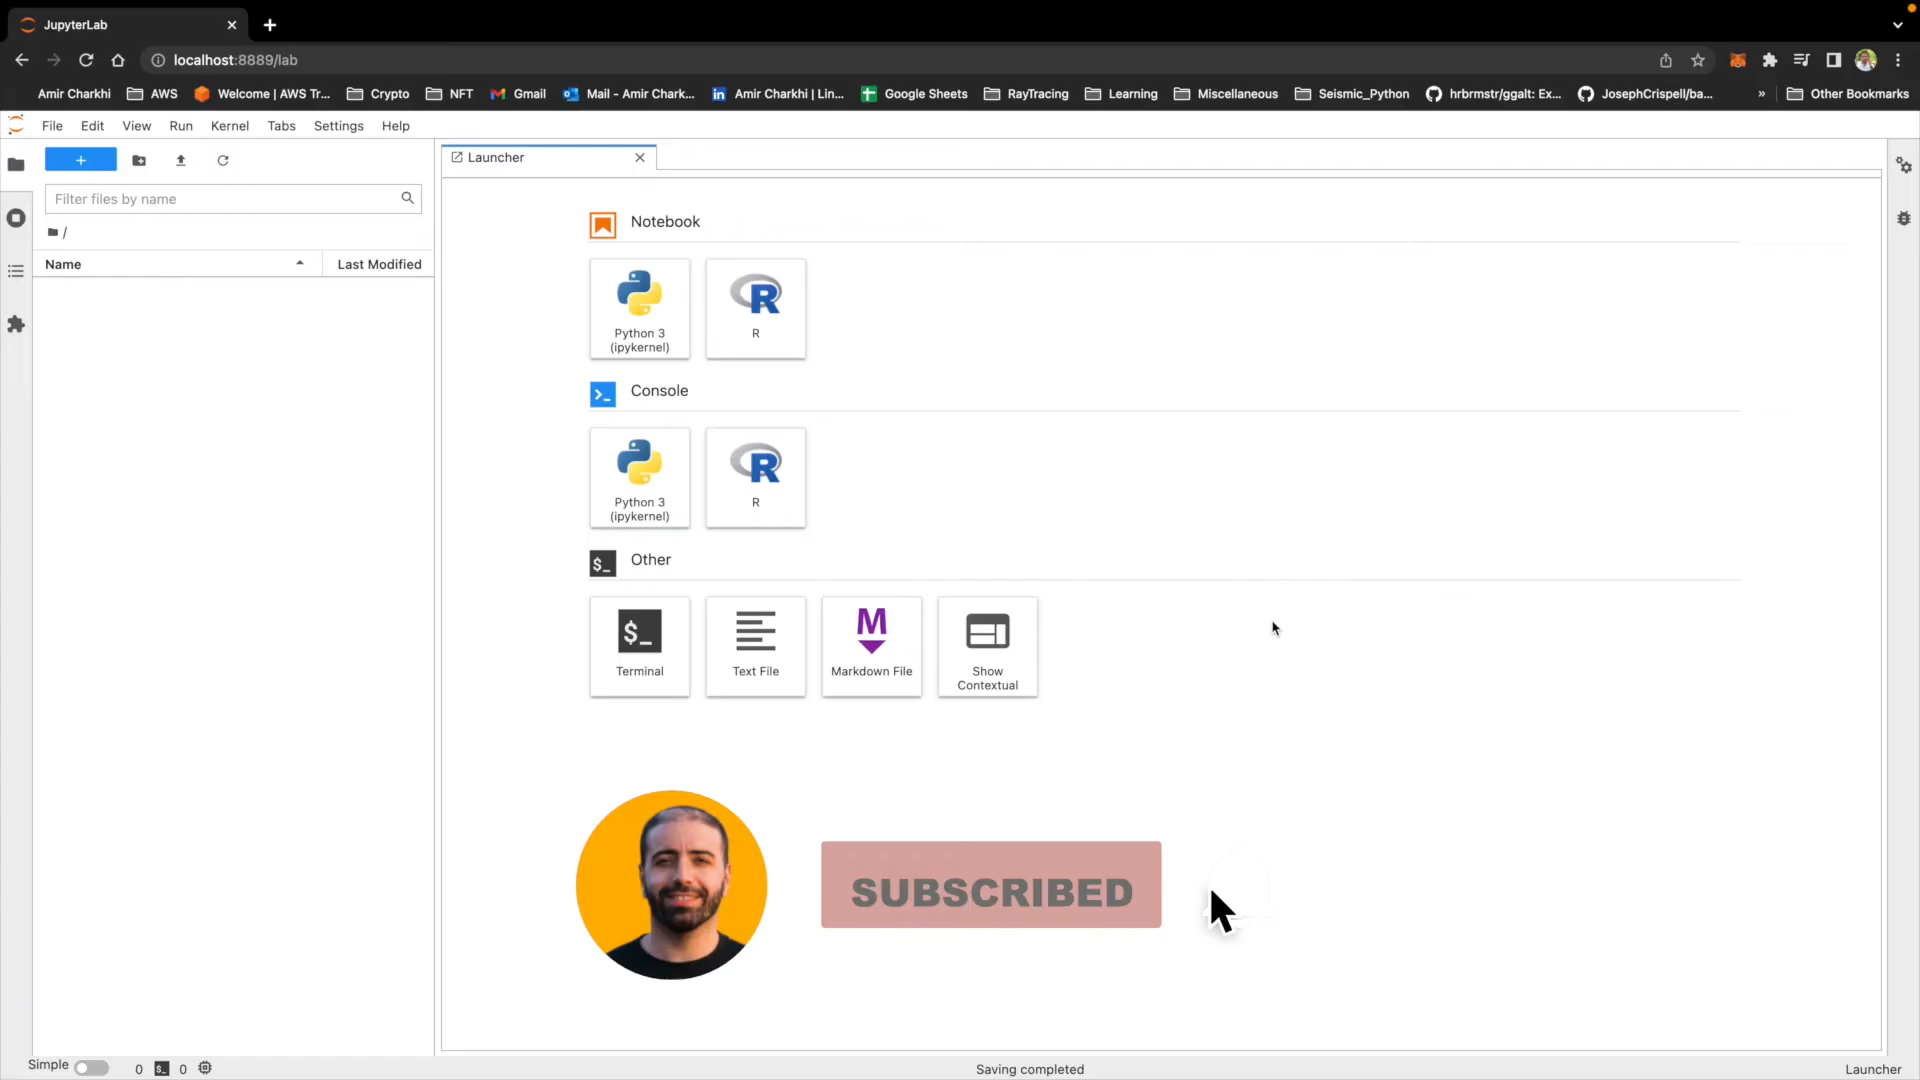 JupyterLab
localhost:8889/lab
Amir Charkhi AWS Welcome | AWS Tr... Crypto NFT Gmail Mail - Amir Chark... Amir Charkhi | Lin... Google Sheets RayTracing Learning Miscellaneous Seismic_Python hrbrmstr/ggalt: Ex... JosephCrispell/ba... » Other Bookmarks
File Edit View Run Kernel Tabs Settings Help
Launcher
Filter files by name
/
Name Last Modified
Notebook
Python 3
(ipykernel)
R
Console
Python 3
(ipykernel)
R
Other
$_
Terminal
Text File
Markdown File
Show
Contextual
SUBSCRIBED
Simple 0 $_ 0 Saving completed Launcher